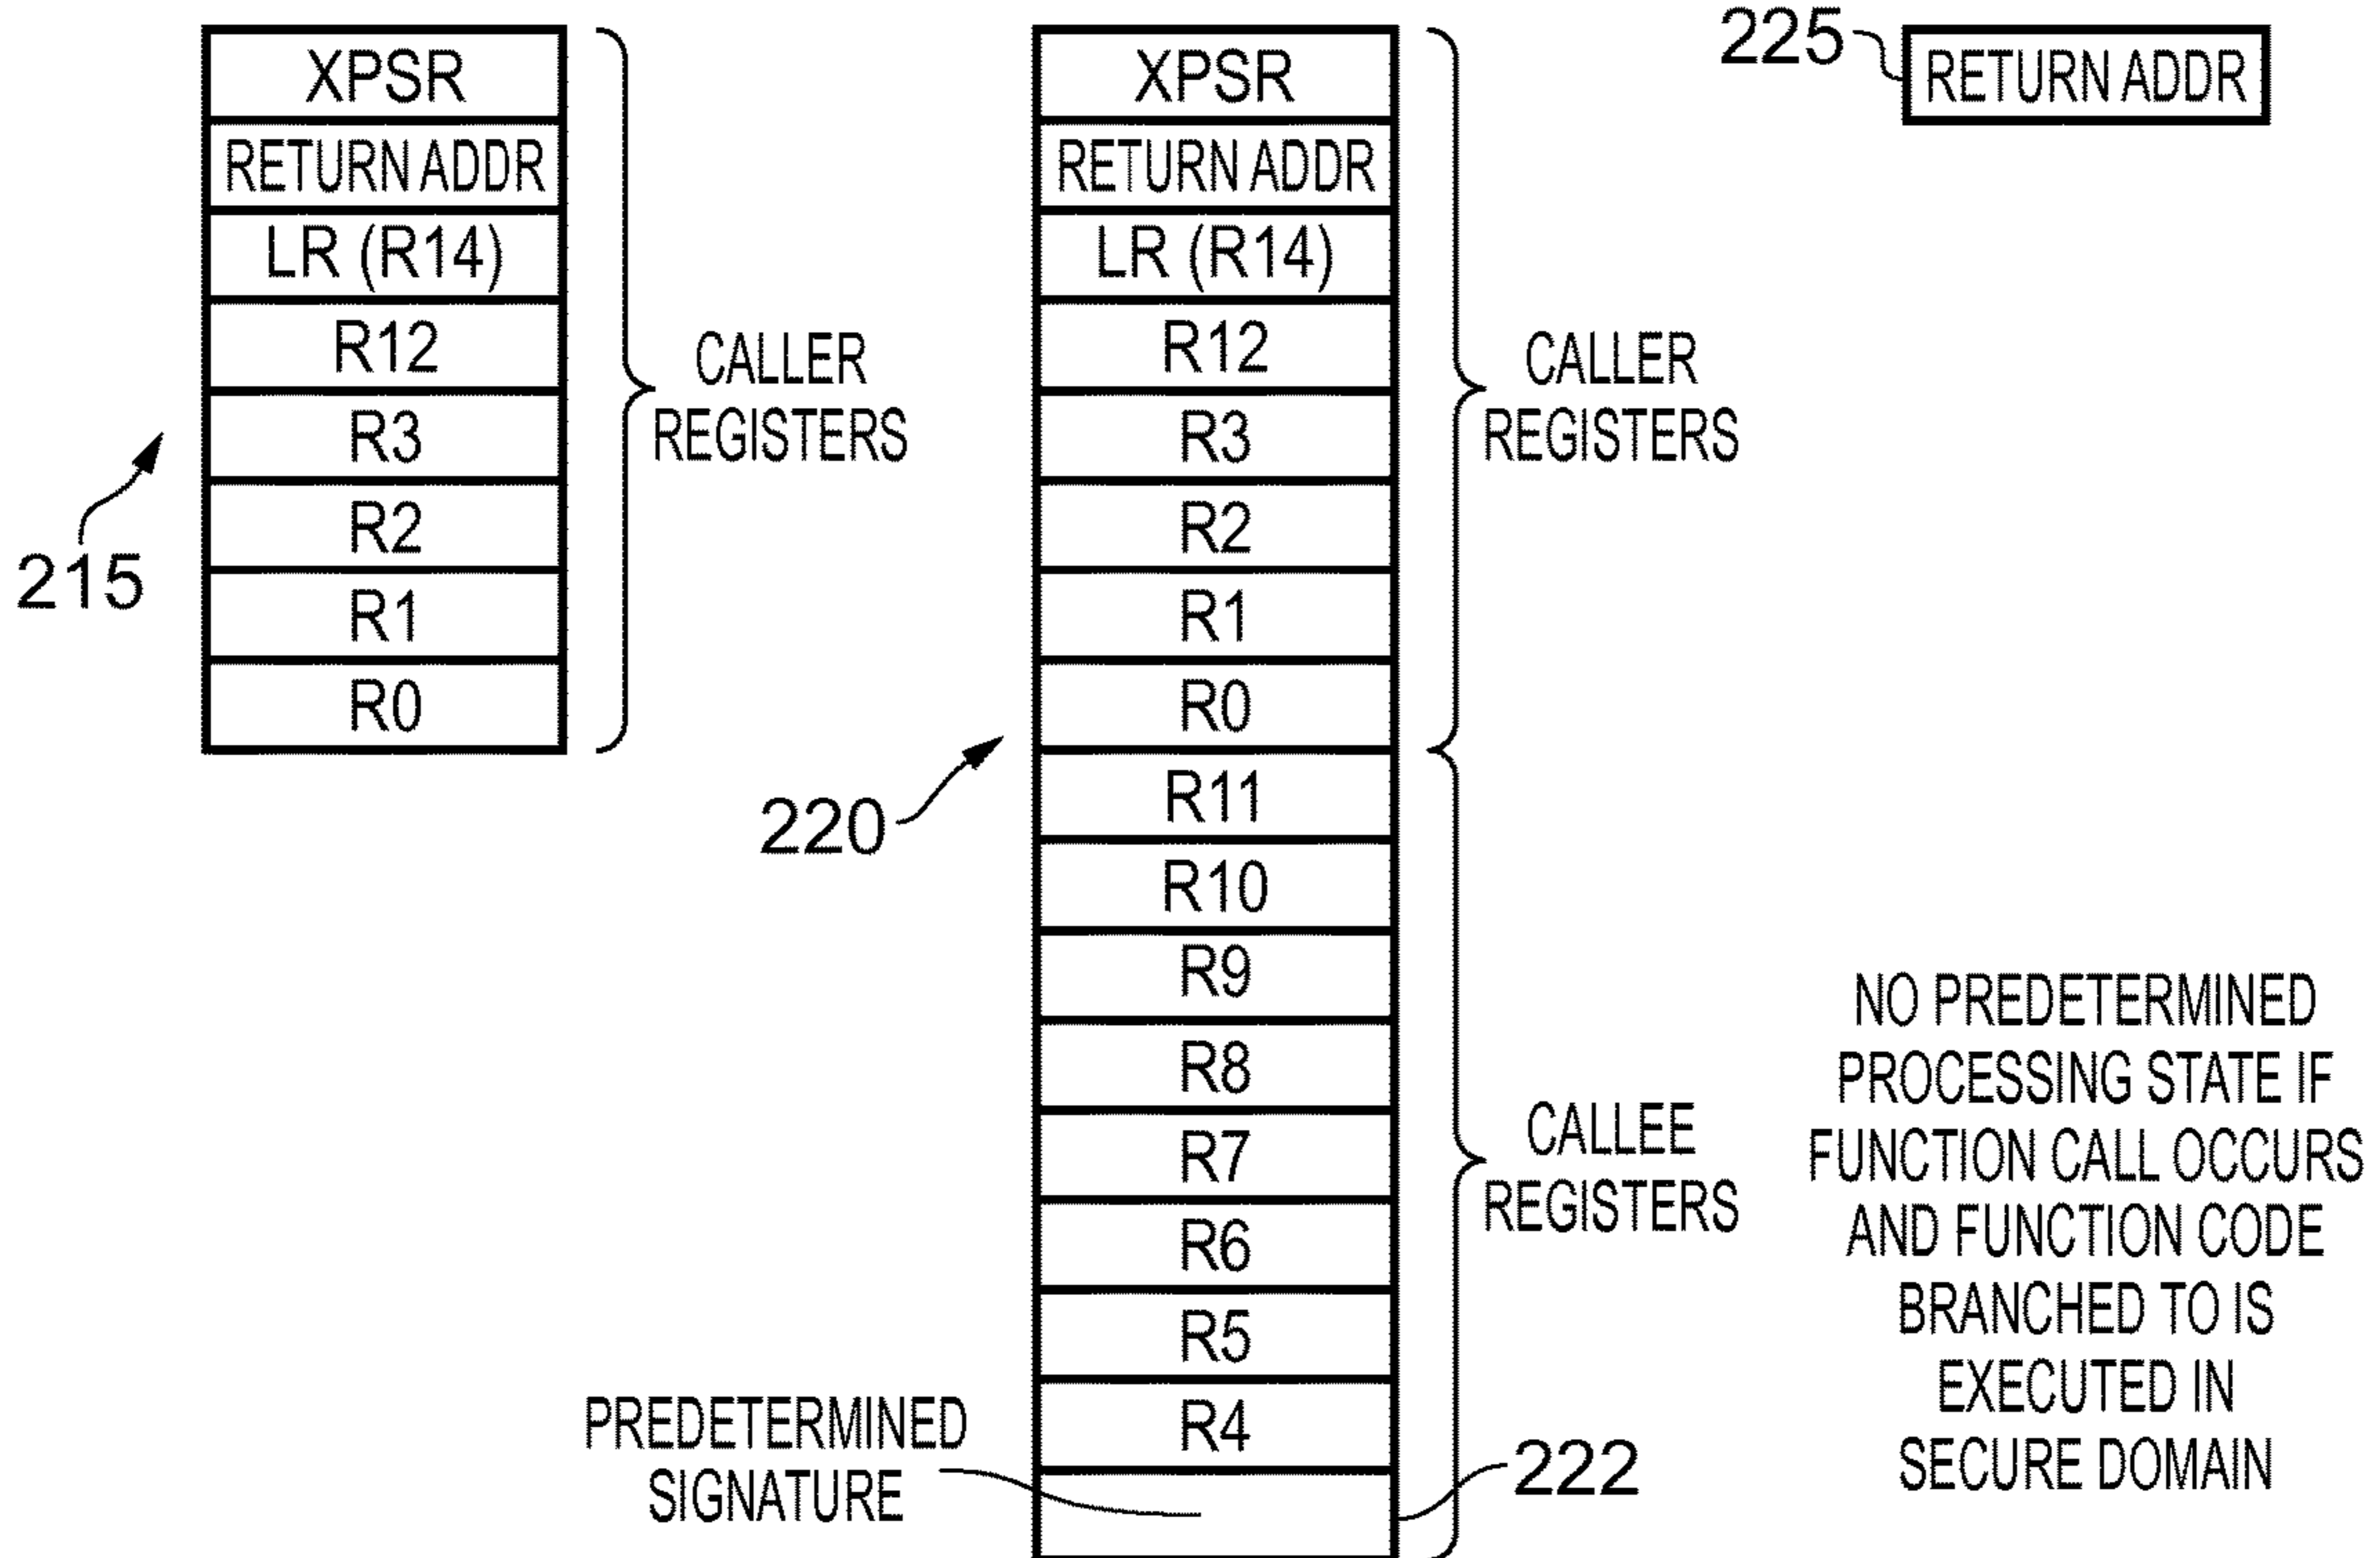 XPSR
RETURN ADDR
LR (R14)
R12
R3
R2
R1
R0
CALLER
REGISTERS
215
XPSR
RETURN ADDR
LR (R14)
R12
R3
R2
R1
R0
R11
R10
R9
R8
R7
R6
R5
R4
CALLER
REGISTERS
CALLEE
REGISTERS
220
PREDETERMINED
SIGNATURE
222
225
RETURN ADDR
NO PREDETERMINED
PROCESSING STATE IF
FUNCTION CALL OCCURS
AND FUNCTION CODE
BRANCHED TO IS
EXECUTED IN
SECURE DOMAIN